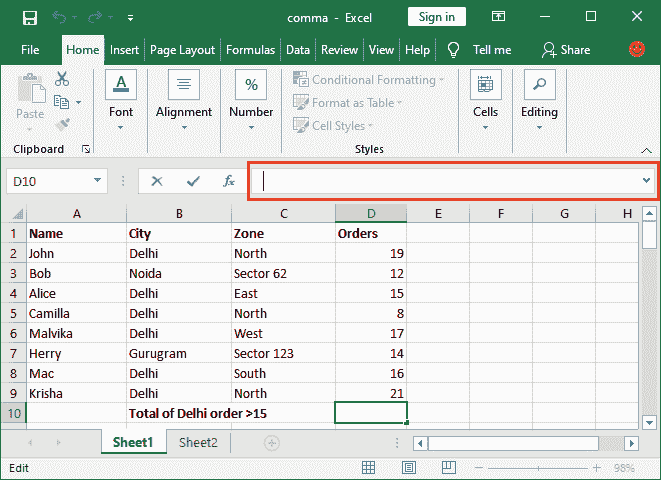 comma - Excel
Sign in
File Home Insert Page Layout Formulas Data Review View Help Tell me Share
Paste
Clipboard
Font
Alignment
%
Number
Conditional Formatting
Format as Table
Cell Styles
Styles
Cells
Editing
D10 fx
A B C D E F G H
1 Name City Zone Orders
2 John Delhi North 19
3 Bob Noida Sector 62 12
4 Alice Delhi East 15
5 Camilla Delhi North 8
6 Malvika Delhi West 17
7 Herry Gurugram Sector 123 14
8 Mac Delhi South 16
9 Krisha Delhi North 21
10 Total of Delhi order >15
Sheet1 Sheet2
Edit 98%